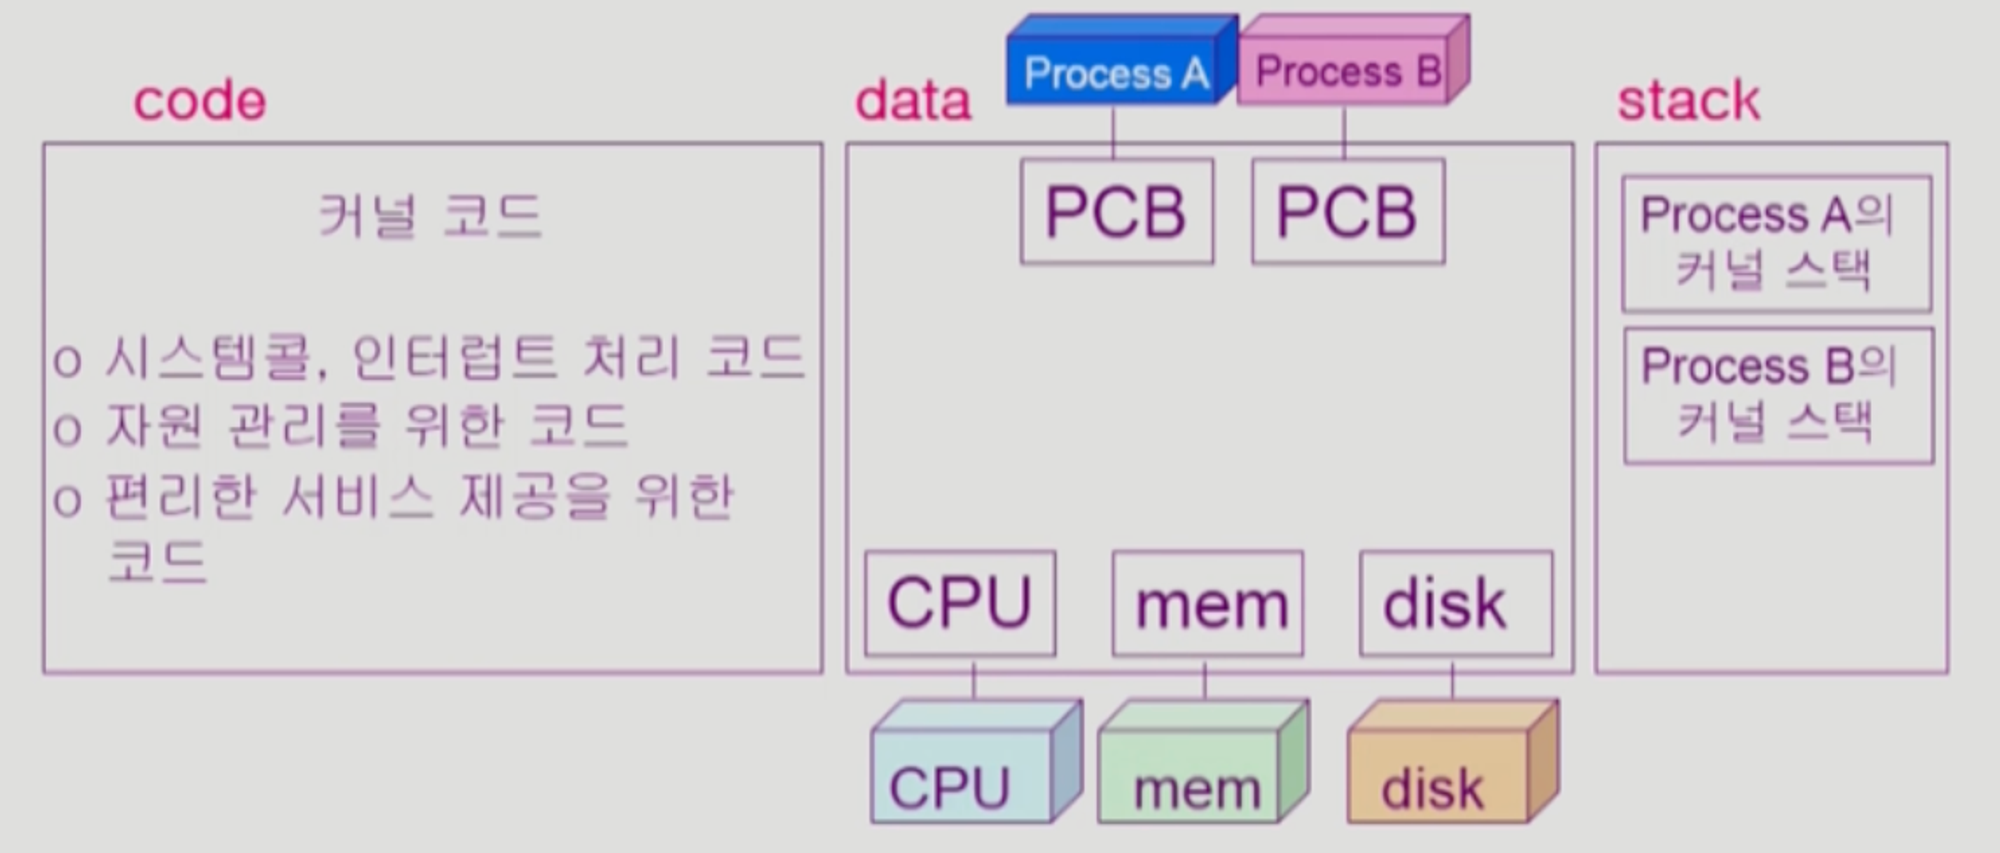 code
커널 코드
o 시스템콜, 인터럽트 처리 코드
o 자원 관리를 위한 코드
o 편리한 서비스 제공을 위한
코드
data
Process A
Process B
PCB
PCB
CPU
mem
disk
CPU
mem
disk
stack
Process A의
커널 스택
Process B의
커널 스택